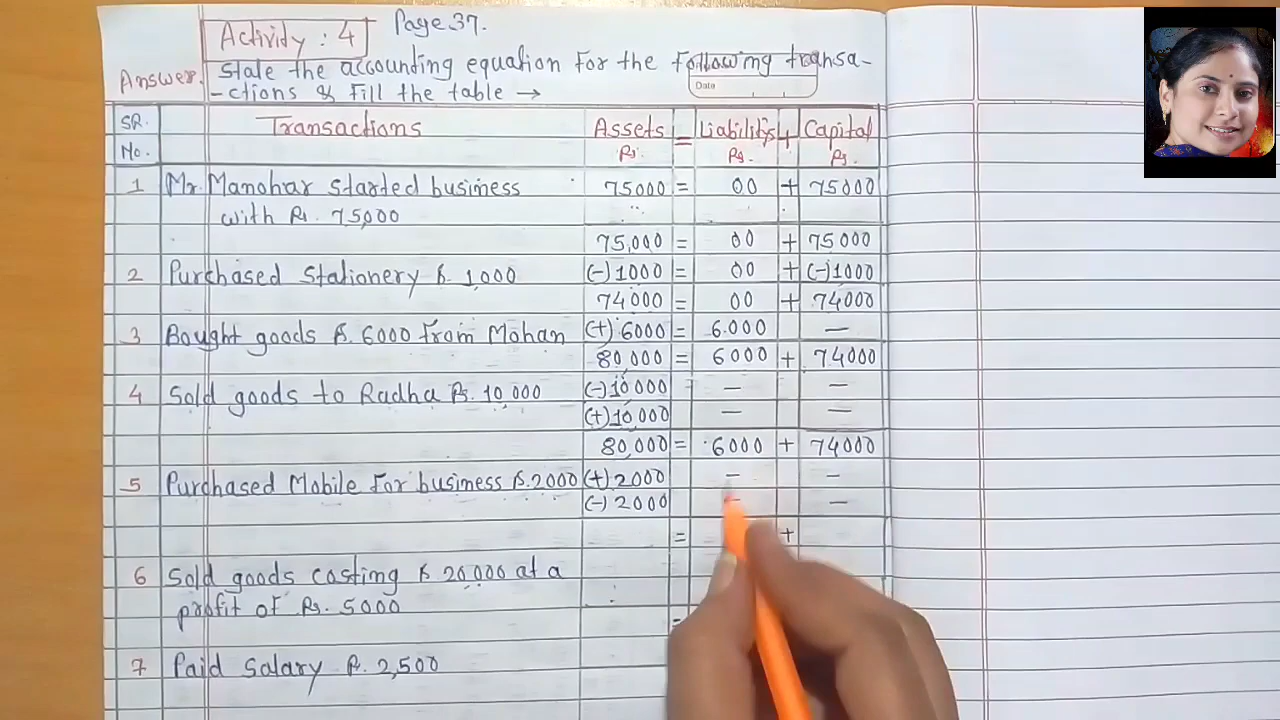 Activity : 4 Page 37.
Answer. State the accounting equation for the following transa-
-ctions & Fill the table →
Date
SR. No. Transactions Assets Rs. = Liability's Rs. + Capital Rs.
1 Mr. Manohar started business 75000 = 00 + 75000
with Rs. 75,000
75,000 = 00 + 75000
2 Purchased Stationery Rs. 1,000 (-) 1000 = 00 + (-) 1000
74000 = 00 + 74000
3 Bought goods Rs. 6000 from Mohan (+) 6000 = 6000 —
80,000 = 6000 + 74000
4 Sold goods to Radha Rs. 10,000 (-) 10,000 = — —
(+) 10,000 — —
80,000 = 6000 + 74000
5 Purchased Mobile For business Rs. 2000 (+) 2000 — —
(-) 2000 — —
= +
6 Sold goods costing Rs 20,000 at a
profit of Rs. 5000
=
7 Paid Salary Rs. 2,500